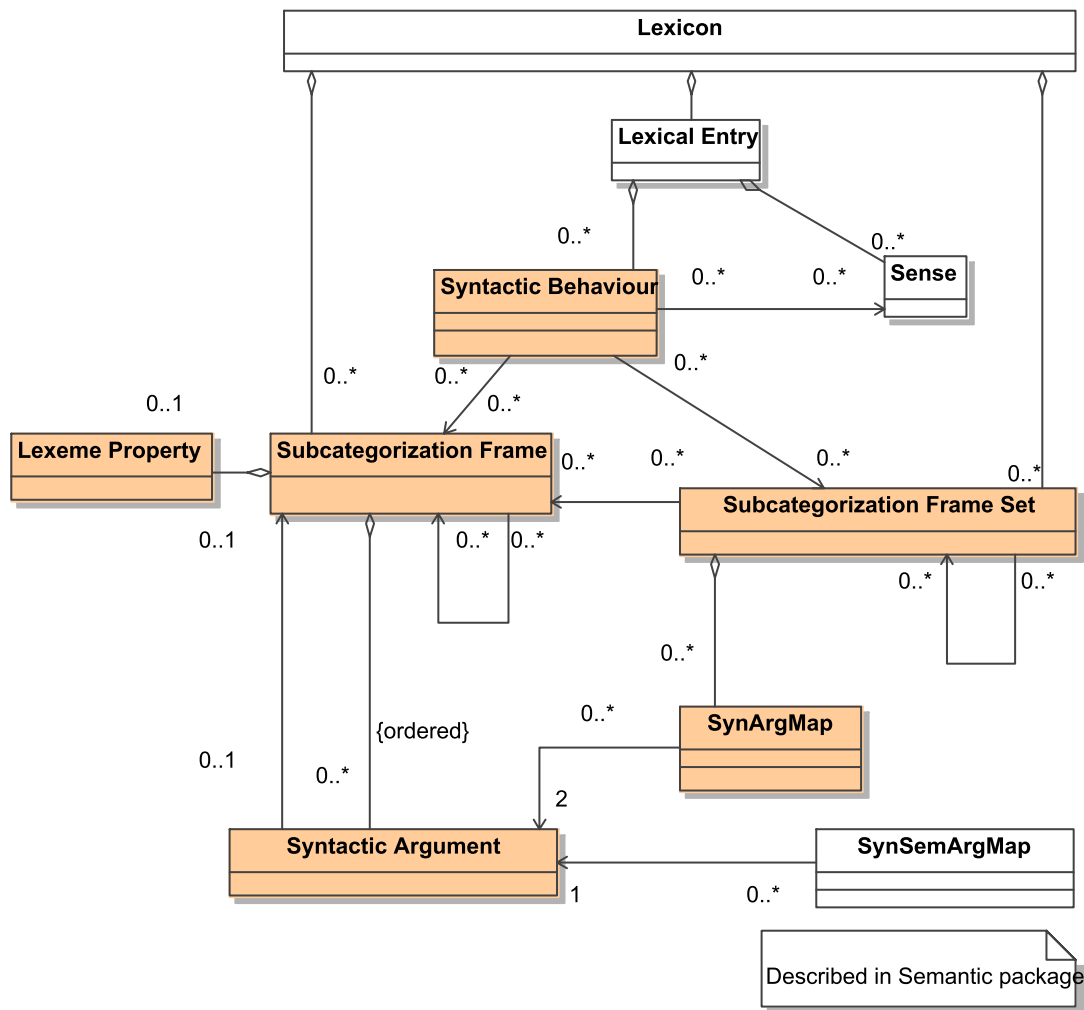 Lexicon
Lexical Entry
0..*
0..*
Sense
Syntactic Behaviour
0..*
0..*
0..*
0..*
0..*
0..*
0..1
Lexeme Property
Subcategorization Frame
0..*
0..*
0..*
0..*
Subcategorization Frame Set
0..1
0..*
0..*
0..*
0..*
0..*
0..*
SynArgMap
{ordered}
0..1
0..*
2
Syntactic Argument
SynSemArgMap
1
0..*
Described in Semantic package